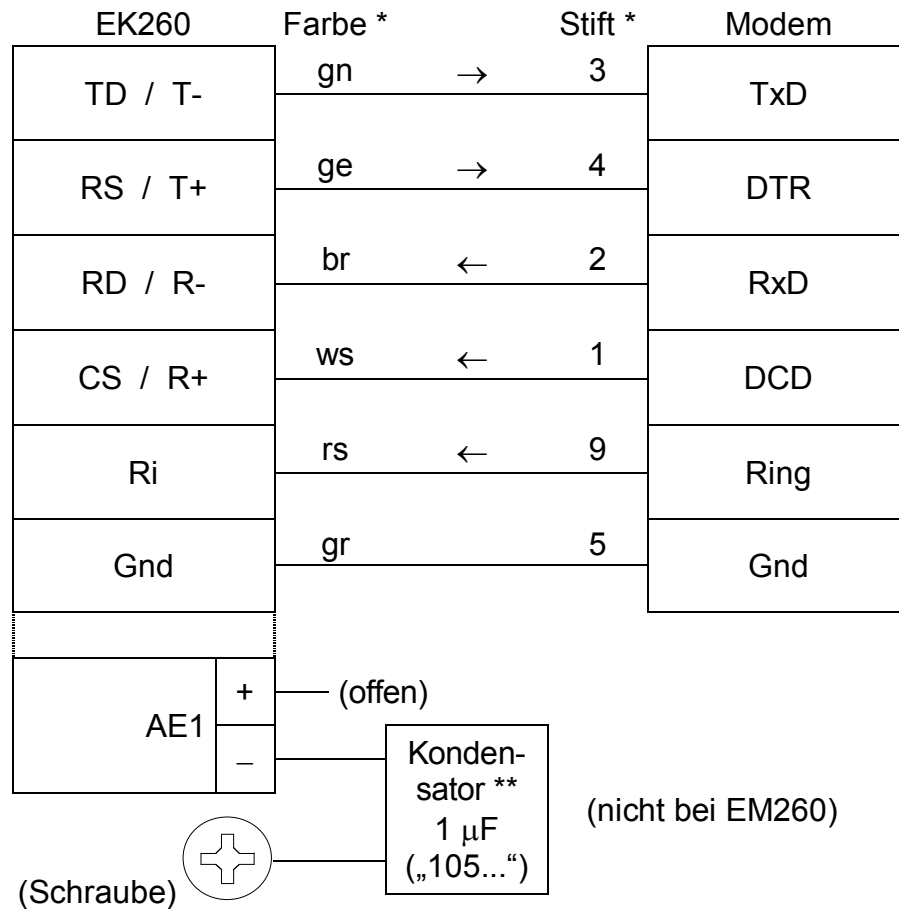 EK260 Farbe * Stift * Modem
TD / T- gn → 3 TxD
RS / T+ ge → 4 DTR
RD / R- br ← 2 RxD
CS / R+ ws ← 1 DCD
Ri rs ← 9 Ring
Gnd gr 5 Gnd
AE1
+ (offen)
–
Konden-
sator **
1 μF
(„105...“)
(nicht bei EM260)
(Schraube)